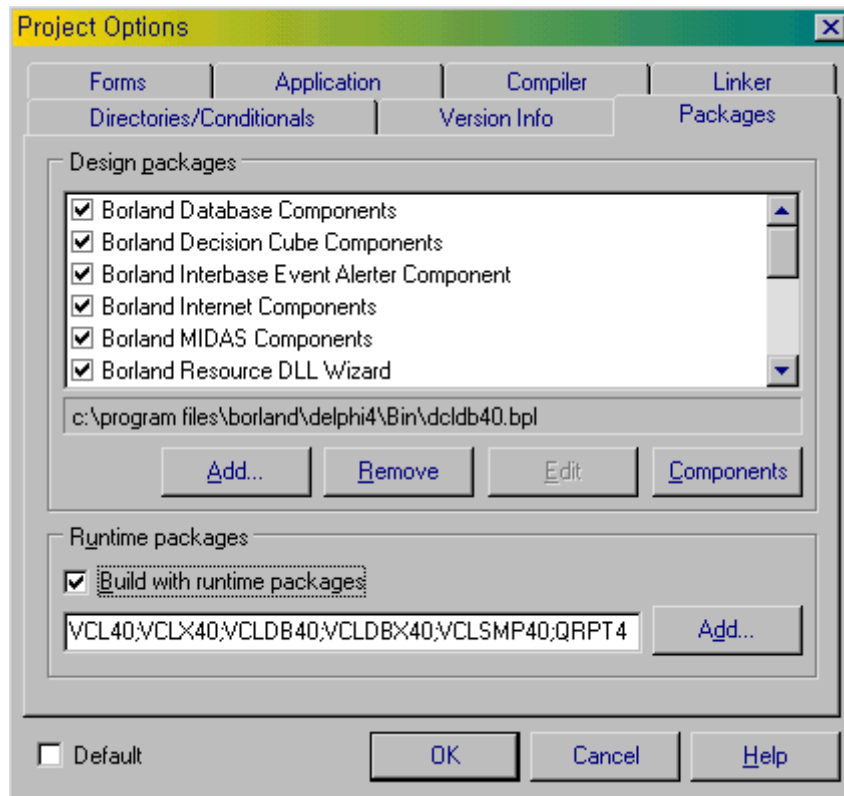 Project Options
Forms Application Compiler Linker
Directories/Conditionals Version Info Packages
Design packages
Borland Database Components
Borland Decision Cube Components
Borland Interbase Event Alerter Component
Borland Internet Components
Borland MIDAS Components
Borland Resource DLL Wizard
c:\program files\borland\delphi4\Bin\dcldb40.bpl
Add... Remove Edit Components
Runtime packages
Build with runtime packages
VCL40;VCLX40;VCLDB40;VCLDBX40;VCLSMP40;QRPT4 Add...
Default OK Cancel Help